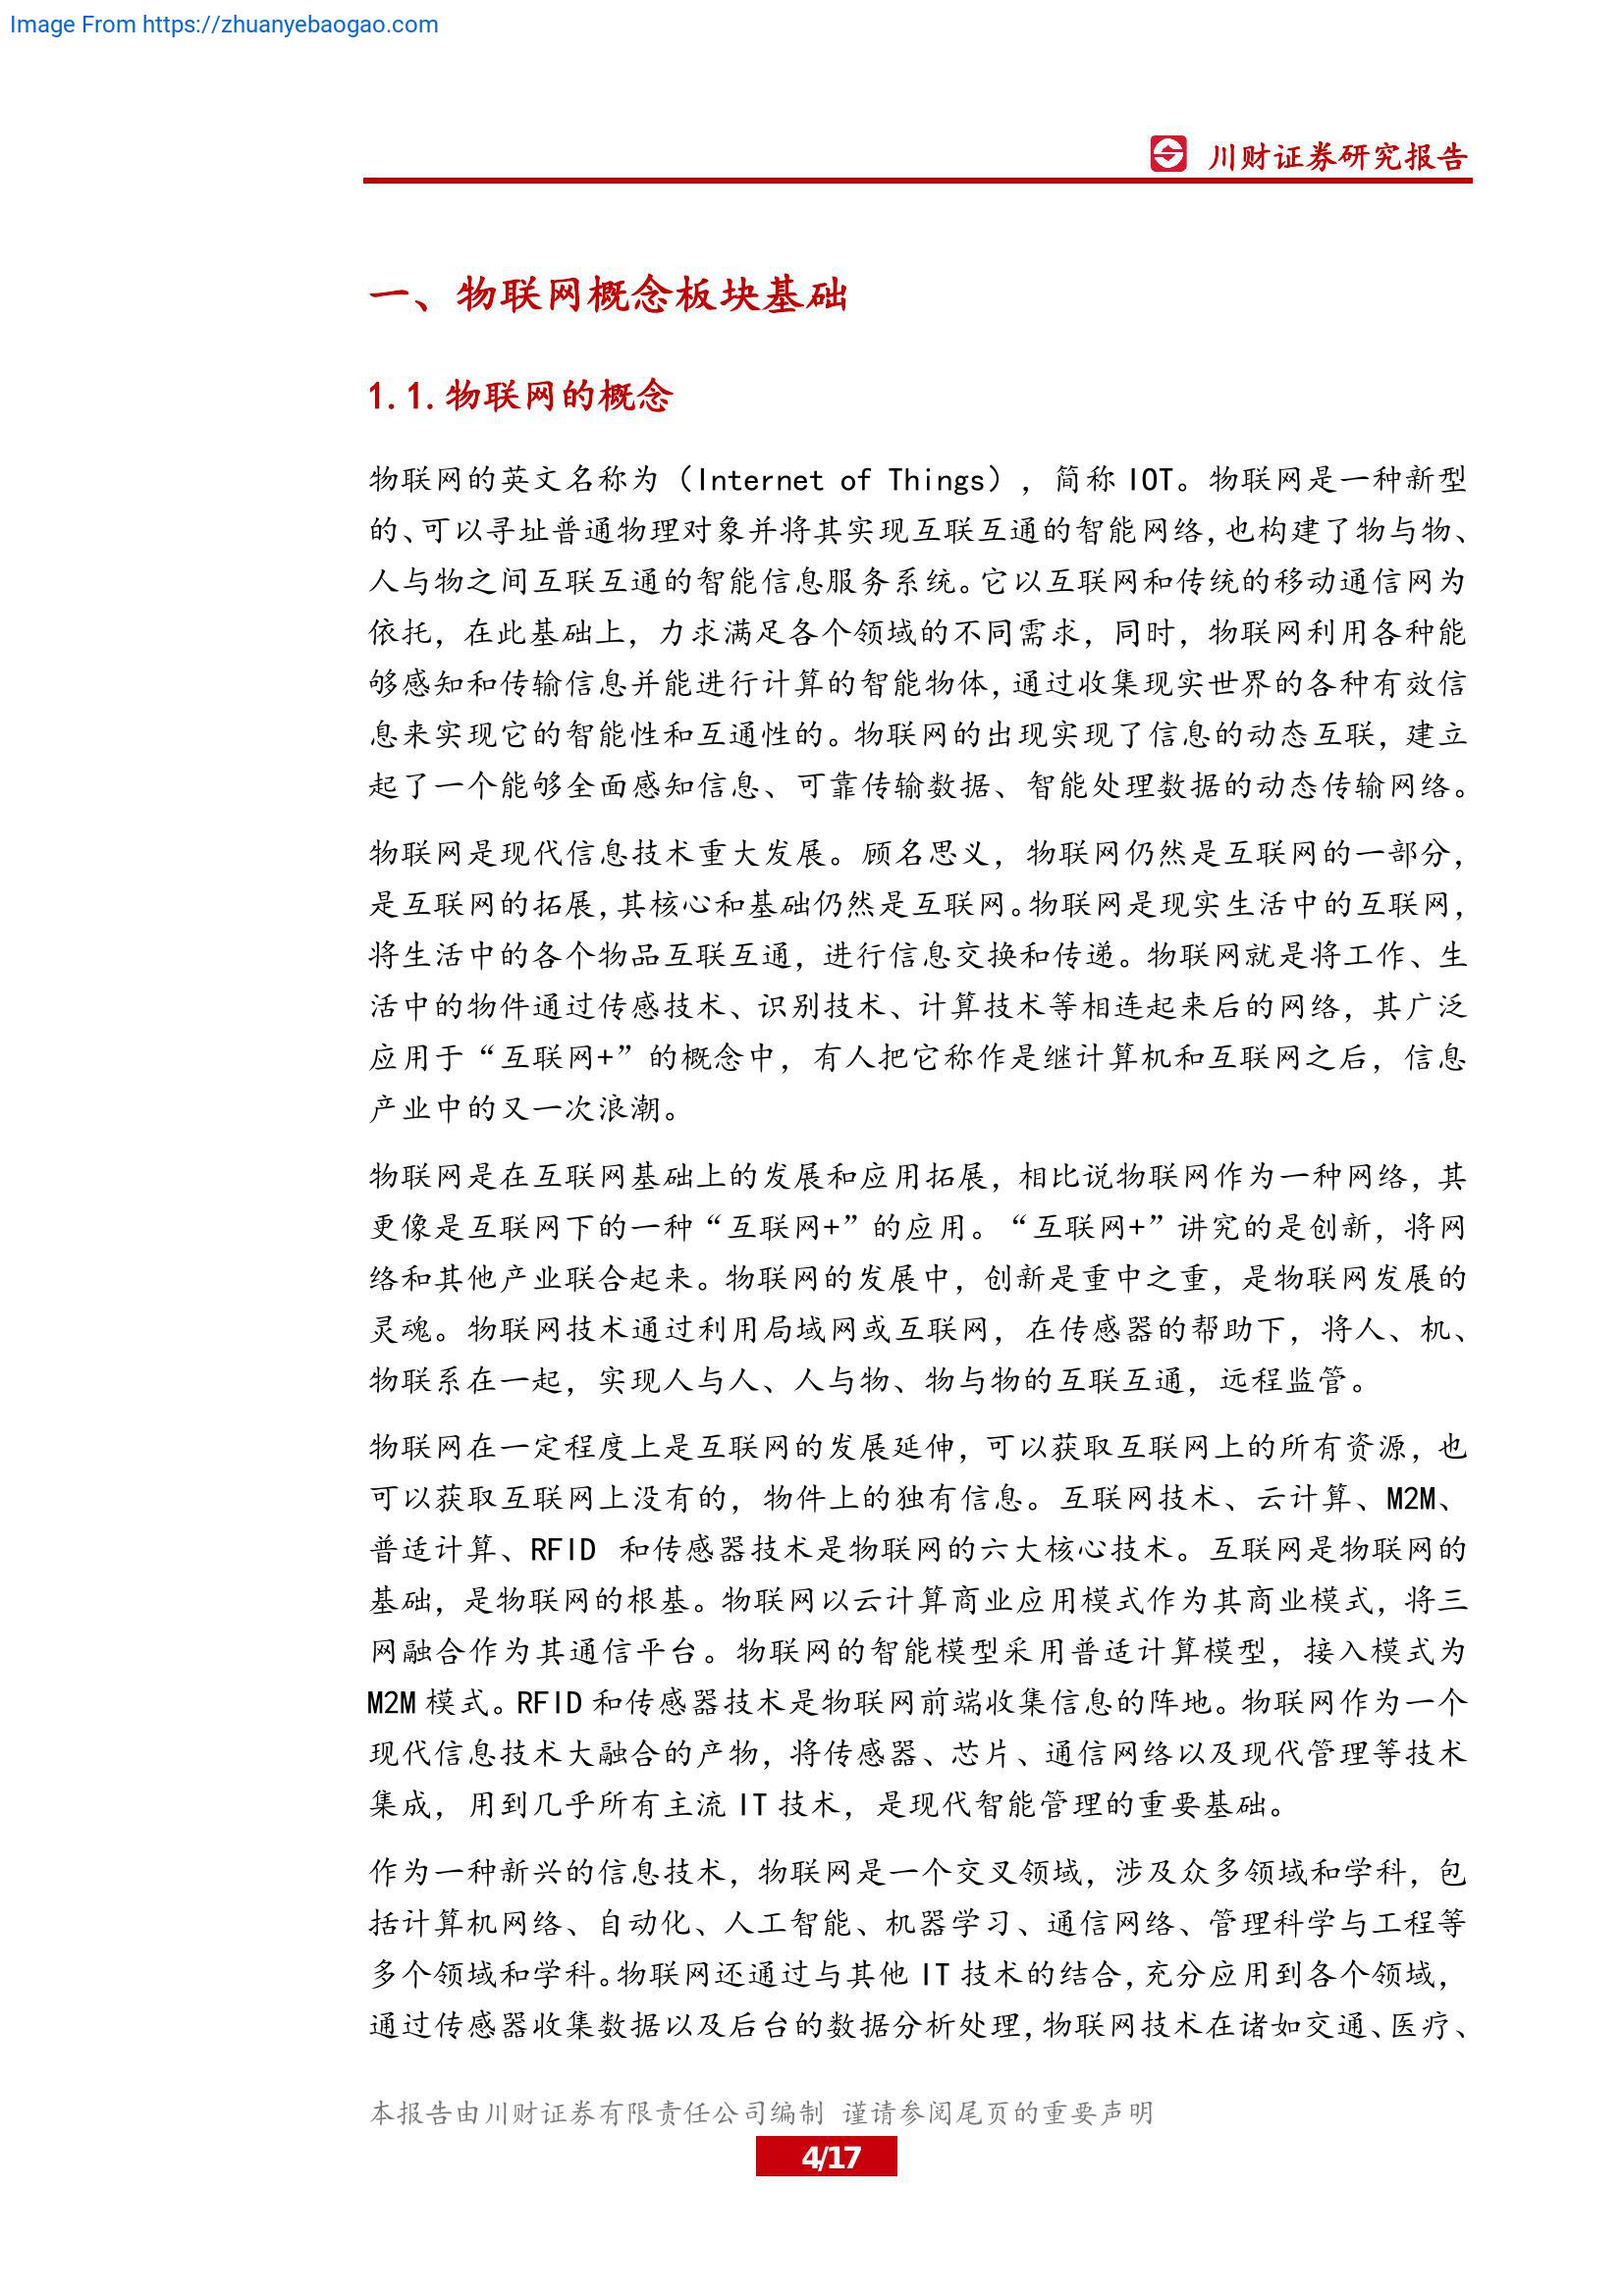 Image From https://zhuanyebaogao.com
川财证券研究报告
一、物联网概念板块基础
1.1.物联网的概念
物联网的英文名称为（Internet of Things），简称 IOT。物联网是一种新型
的、可以寻址普通物理对象并将其实现互联互通的智能网络，也构建了物与物、
人与物之间互联互通的智能信息服务系统。它以互联网和传统的移动通信网为
依托，在此基础上，力求满足各个领域的不同需求，同时，物联网利用各种能
够感知和传输信息并能进行计算的智能物体，通过收集现实世界的各种有效信
息来实现它的智能性和互通性的。物联网的出现实现了信息的动态互联，建立
起了一个能够全面感知信息、可靠传输数据、智能处理数据的动态传输网络。
物联网是现代信息技术重大发展。顾名思义，物联网仍然是互联网的一部分，
是互联网的拓展，其核心和基础仍然是互联网。物联网是现实生活中的互联网，
将生活中的各个物品互联互通，进行信息交换和传递。物联网就是将工作、生
活中的物件通过传感技术、识别技术、计算技术等相连起来后的网络，其广泛
应用于“互联网+”的概念中，有人把它称作是继计算机和互联网之后，信息
产业中的又一次浪潮。
物联网是在互联网基础上的发展和应用拓展，相比说物联网作为一种网络，其
更像是互联网下的一种“互联网+”的应用。“互联网+”讲究的是创新，将网
络和其他产业联合起来。物联网的发展中，创新是重中之重，是物联网发展的
灵魂。物联网技术通过利用局域网或互联网，在传感器的帮助下，将人、机、
物联系在一起，实现人与人、人与物、物与物的互联互通，远程监管。
物联网在一定程度上是互联网的发展延伸，可以获取互联网上的所有资源，也
可以获取互联网上没有的，物件上的独有信息。互联网技术、云计算、M2M、
普适计算、RFID 和传感器技术是物联网的六大核心技术。互联网是物联网的
基础，是物联网的根基。物联网以云计算商业应用模式作为其商业模式，将三
网融合作为其通信平台。物联网的智能模型采用普适计算模型，接入模式为
M2M 模式。RFID 和传感器技术是物联网前端收集信息的阵地。物联网作为一个
现代信息技术大融合的产物，将传感器、芯片、通信网络以及现代管理等技术
集成，用到几乎所有主流 IT 技术，是现代智能管理的重要基础。
作为一种新兴的信息技术，物联网是一个交叉领域，涉及众多领域和学科，包
括计算机网络、自动化、人工智能、机器学习、通信网络、管理科学与工程等
多个领域和学科。物联网还通过与其他 IT 技术的结合，充分应用到各个领域，
通过传感器收集数据以及后台的数据分析处理，物联网技术在诸如交通、医疗、
本报告由川财证券有限责任公司编制 谨请参阅尾页的重要声明
4/17